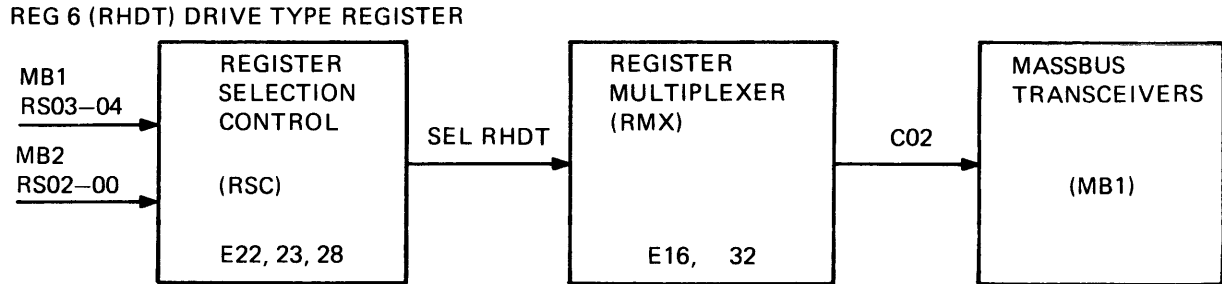 REG 6 (RHDT) DRIVE TYPE REGISTER
MB1
RS03–04
MB2
RS02–00
REGISTER
SELECTION
CONTROL
(RSC)
E22, 23, 28
SEL RHDT
REGISTER
MULTIPLEXER
(RMX)
E16, 32
C02
MASSBUS
TRANSCEIVERS
(MB1)